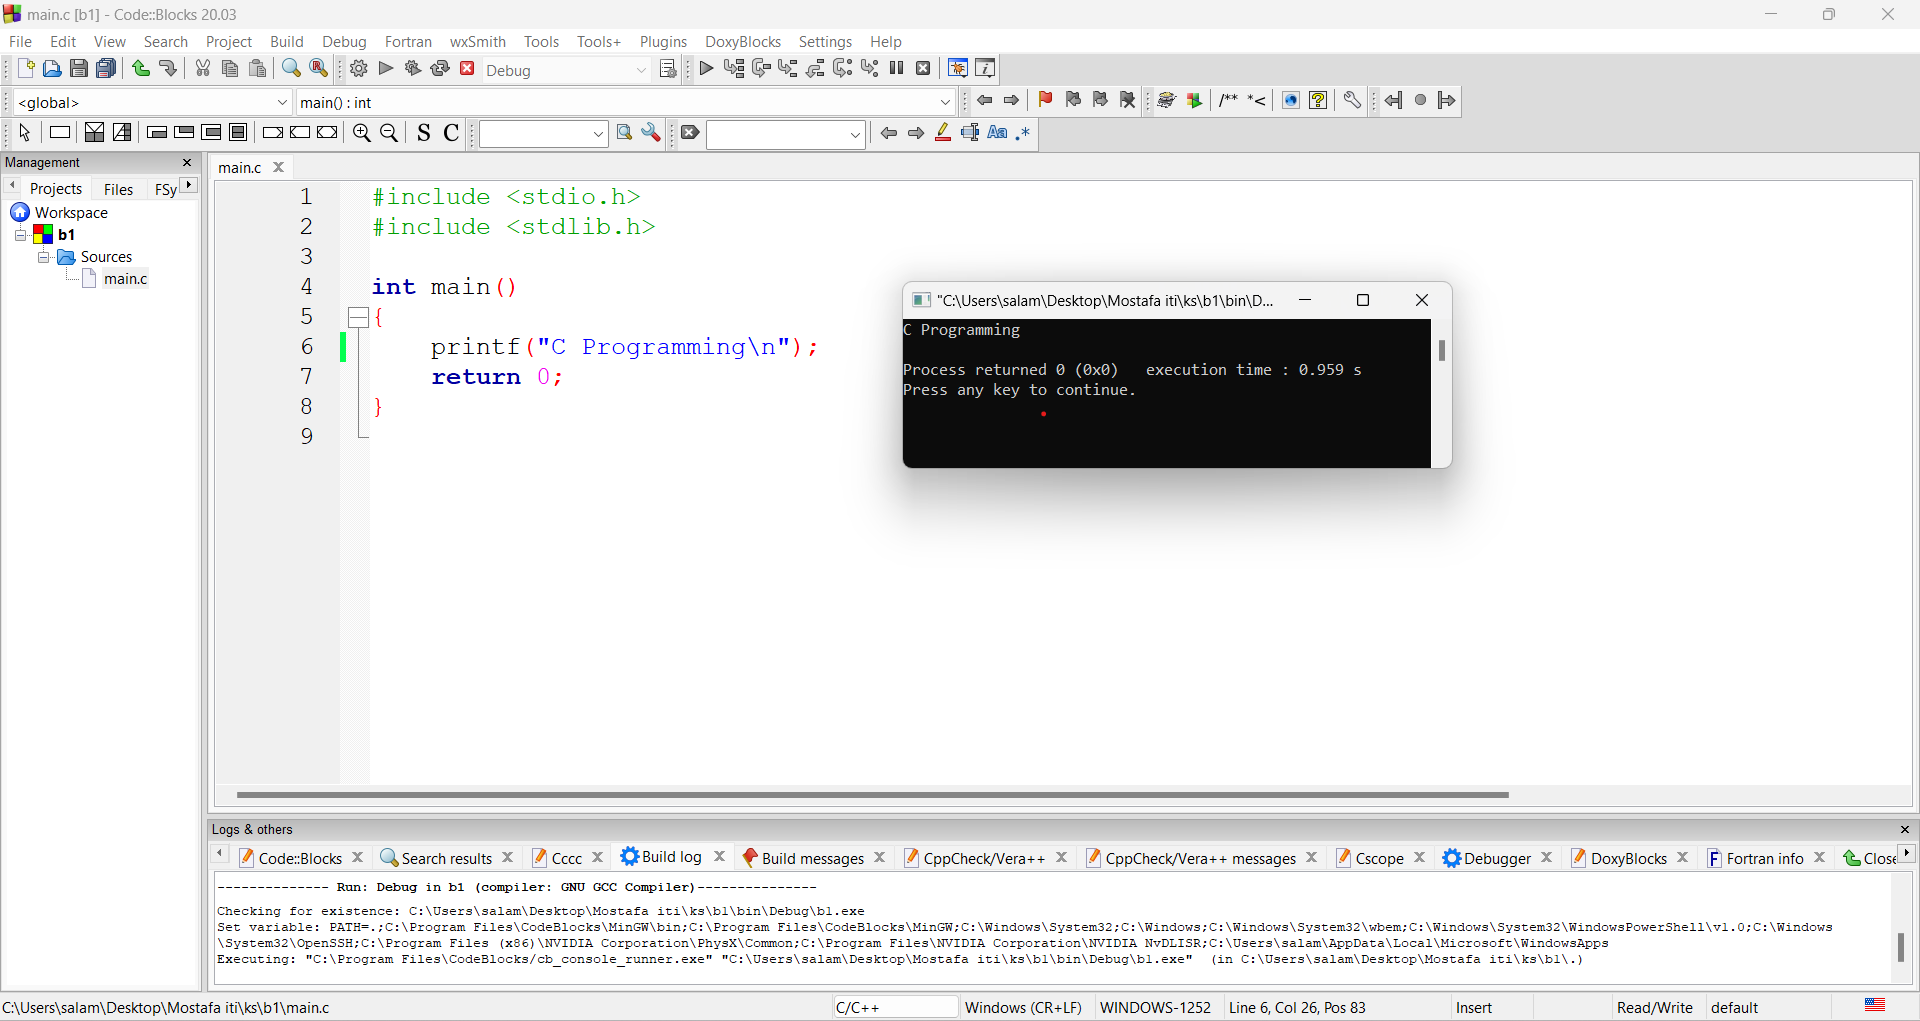 main.c [b1] - Code::Blocks 20.03
File Edit View Search Project Build Debug Fortran wxSmith Tools Tools+ Plugins DoxyBlocks Settings Help
Debug
<global>
main() : int
/** *<
S C
Aa .*
Management
Projects Files FSy
Workspace
b1
Sources
main.c
main.c
1 #include <stdio.h>
2 #include <stdlib.h>
3
4 int main()
5 {
6 printf("C Programming\n");
7 return 0;
8 }
9
"C:\Users\salam\Desktop\Mostafa iti\ks\b1\bin\D...
C Programming
Process returned 0 (0x0) execution time : 0.959 s
Press any key to continue.
Logs & others
Code::Blocks Search results Cccc Build log Build messages CppCheck/Vera++ CppCheck/Vera++ messages Cscope Debugger DoxyBlocks Fortran info Close
-------------- Run: Debug in b1 (compiler: GNU GCC Compiler)---------------
Checking for existence: C:\Users\salam\Desktop\Mostafa iti\ks\b1\bin\Debug\b1.exe
Set variable: PATH=.;C:\Program Files\CodeBlocks\MinGW\bin;C:\Program Files\CodeBlocks\MinGW;C:\Windows\System32;C:\Windows;C:\Windows\System32\wbem;C:\Windows\System32\WindowsPowerShell\v1.0;C:\Windows
\System32\OpenSSH;C:\Program Files (x86)\NVIDIA Corporation\PhysX\Common;C:\Program Files\NVIDIA Corporation\NVIDIA NvDLISR;C:\Users\salam\AppData\Local\Microsoft\WindowsApps
Executing: "C:\Program Files\CodeBlocks/cb_console_runner.exe" "C:\Users\salam\Desktop\Mostafa iti\ks\b1\bin\Debug\b1.exe" (in C:\Users\salam\Desktop\Mostafa iti\ks\b1\.)
C:\Users\salam\Desktop\Mostafa iti\ks\b1\main.c C/C++ Windows (CR+LF) WINDOWS-1252 Line 6, Col 26, Pos 83 Insert Read/Write default